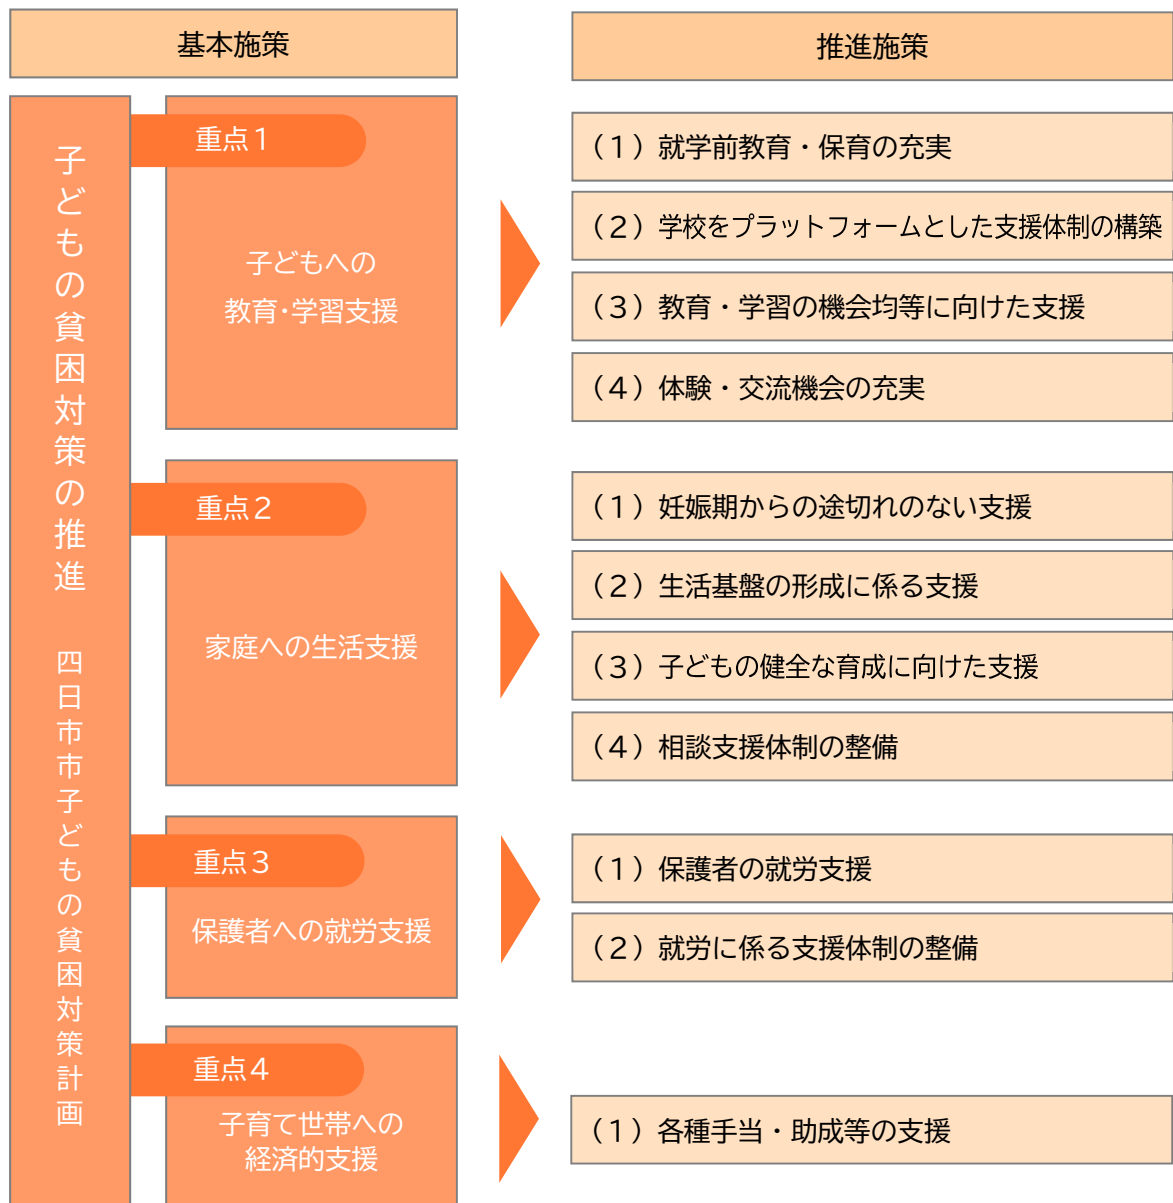 基本施策
推進施策
子どもの貧困対策の推進 四日市市子どもの貧困対策計画
重点1
子どもへの
教育・学習支援
（1）就学前教育・保育の充実
（2）学校をプラットフォームとした支援体制の構築
（3）教育・学習の機会均等に向けた支援
（4）体験・交流機会の充実
重点2
家庭への生活支援
（1）妊娠期からの途切れのない支援
（2）生活基盤の形成に係る支援
（3）子どもの健全な育成に向けた支援
（4）相談支援体制の整備
重点3
保護者への就労支援
（1）保護者の就労支援
（2）就労に係る支援体制の整備
重点4
子育て世帯への
経済的支援
（1）各種手当・助成等の支援